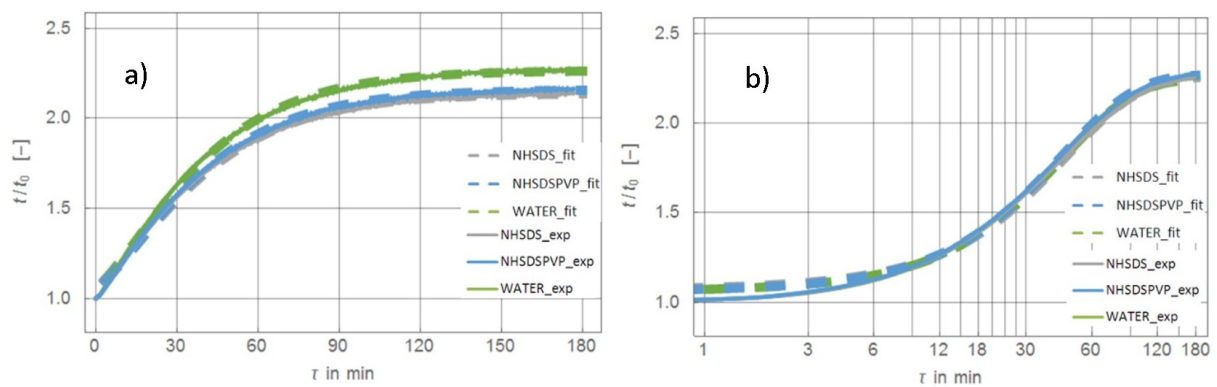 a)
2.5
2.0
1.5
1.0
t/t₀ [−]
NHSDS_fit
NHSDSPVP_fit
WATER_fit
NHSDS_exp
NHSDSPVP_exp
WATER_exp
0 30 60 90 120 150 180
τ in min
b)
2.5
2.0
1.5
1.0
t/t₀ [−]
NHSDS_fit
NHSDSPVP_fit
WATER_fit
NHSDS_exp
NHSDSPVP_exp
WATER_exp
1 3 6 12 18 30 60 120 180
τ in min